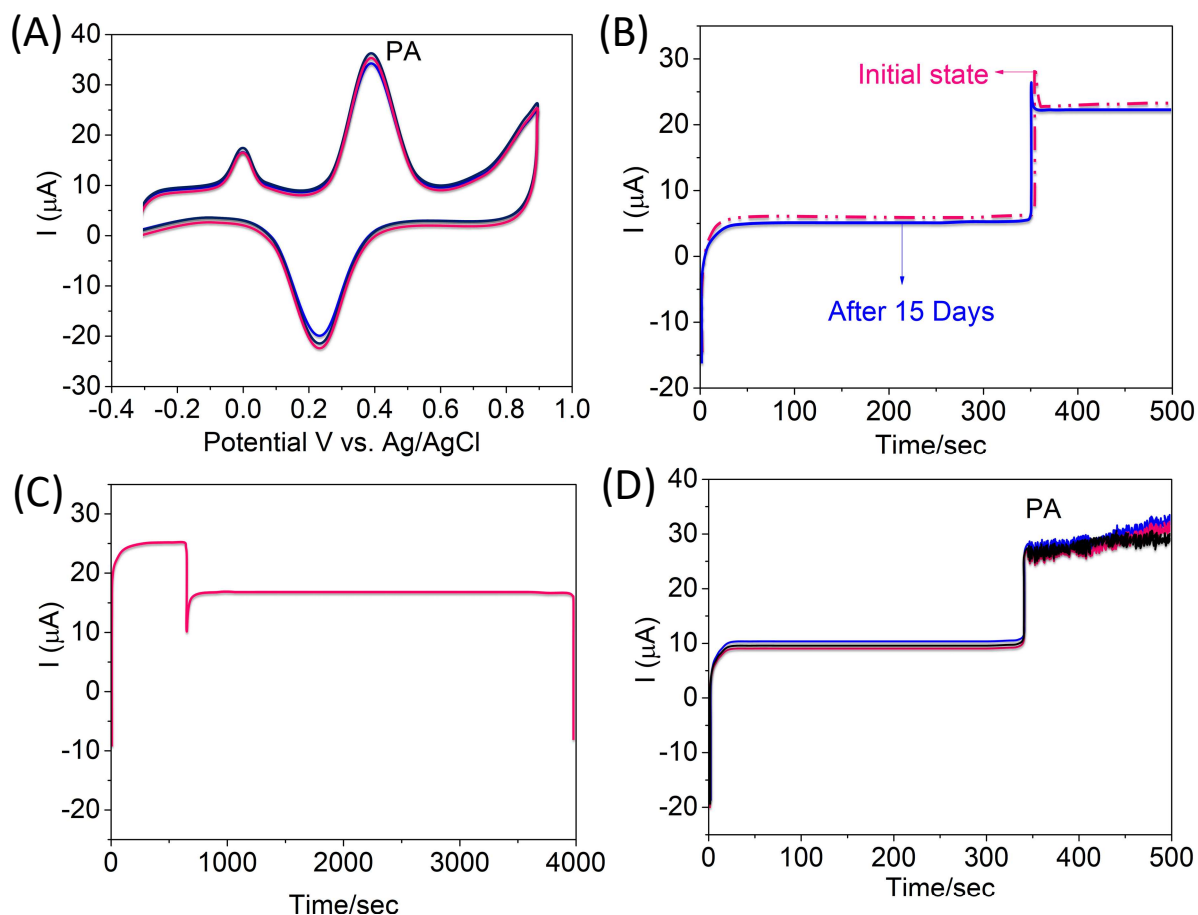 (A)
PA
I (µA)
40
30
20
10
0
-10
-20
-30
-0.4 -0.2 0.0 0.2 0.4 0.6 0.8 1.0
Potential V vs. Ag/AgCl
(B)
Initial state
After 15 Days
I (µA)
30
20
10
0
-10
-20
0 100 200 300 400 500
Time/sec
(C)
I (µA)
40
30
20
10
0
-10
-20
0 1000 2000 3000 4000
Time/sec
(D)
PA
I (µA)
40
30
20
10
0
-10
-20
0 100 200 300 400 500
Time/sec